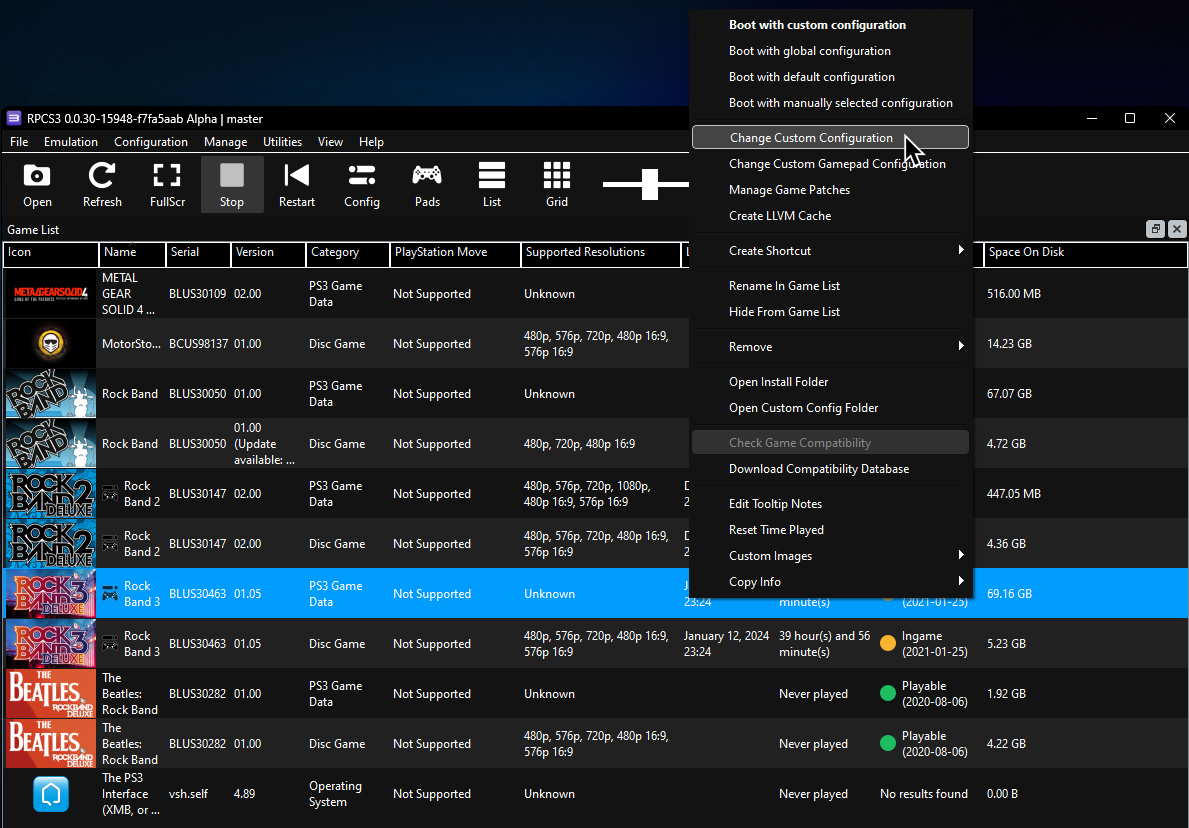 Boot with custom configuration
Boot with global configuration
Boot with default configuration
Boot with manually selected configuration
Change Custom Configuration
Change Custom Gamepad Configuration
Manage Game Patches
Create LLVM Cache
Create Shortcut
Rename In Game List
Hide From Game List
Remove
Open Install Folder
Open Custom Config Folder
Check Game Compatibility
Download Compatibility Database
Edit Tooltip Notes
Reset Time Played
Custom Images
Copy Info
RPCS3 0.0.30-15948-f7fa5aab Alpha | master
File Emulation Configuration Manage Utilities View Help
Open Refresh FullScr Stop Restart Config Pads List Grid
Game List
Icon Name Serial Version Category PlayStation Move Supported Resolutions Space On Disk
METAL GEAR SOLID 4
GUNS OF THE PATRIOTS
METAL
GEAR
SOLID 4 ...
BLUS30109 02.00
PS3 Game
Data
Not Supported Unknown 516.00 MB
MotorSto... BCUS98137 01.00 Disc Game Not Supported
480p, 576p, 720p, 480p 16:9,
576p 16:9
14.23 GB
ROCK
BAND
Rock Band BLUS30050 01.00
PS3 Game
Data
Not Supported Unknown 67.07 GB
ROCK
BAND
Rock Band BLUS30050
01.00
(Update
available: ...
Disc Game Not Supported 480p, 720p, 480p 16:9 4.72 GB
ROCK
BAND 2
DELUXE
Rock
Band 2
BLUS30147 02.00
PS3 Game
Data
Not Supported
480p, 576p, 720p, 1080p,
480p 16:9, 576p 16:9
447.05 MB
ROCK
BAND 2
DELUXE
Rock
Band 2
BLUS30147 02.00 Disc Game Not Supported
480p, 576p, 720p, 480p 16:9,
576p 16:9
4.36 GB
ROCK
BAND 3
DELUXE
Rock
Band 3
BLUS30463 01.05
PS3 Game
Data
Not Supported Unknown
23:24
minute(s)
(2021-01-25)
69.16 GB
ROCK
BAND 3
DELUXE
Rock
Band 3
BLUS30463 01.05 Disc Game Not Supported
480p, 576p, 720p, 480p 16:9,
576p 16:9
January 12, 2024
23:24
39 hour(s) and 56
minute(s)
Ingame
(2021-01-25)
5.23 GB
THE
BEATLES
ROCKBAND
DELUXE
The
Beatles:
Rock Band
BLUS30282 01.00
PS3 Game
Data
Not Supported Unknown Never played
Playable
(2020-08-06)
1.92 GB
THE
BEATLES
ROCKBAND
DELUXE
The
Beatles:
Rock Band
BLUS30282 01.00 Disc Game Not Supported
480p, 576p, 720p, 480p 16:9,
576p 16:9
Never played
Playable
(2020-08-06)
4.22 GB
The PS3
Interface
(XMB, or ...
vsh.self 4.89
Operating
System
Not Supported Unknown Never played No results found 0.00 B